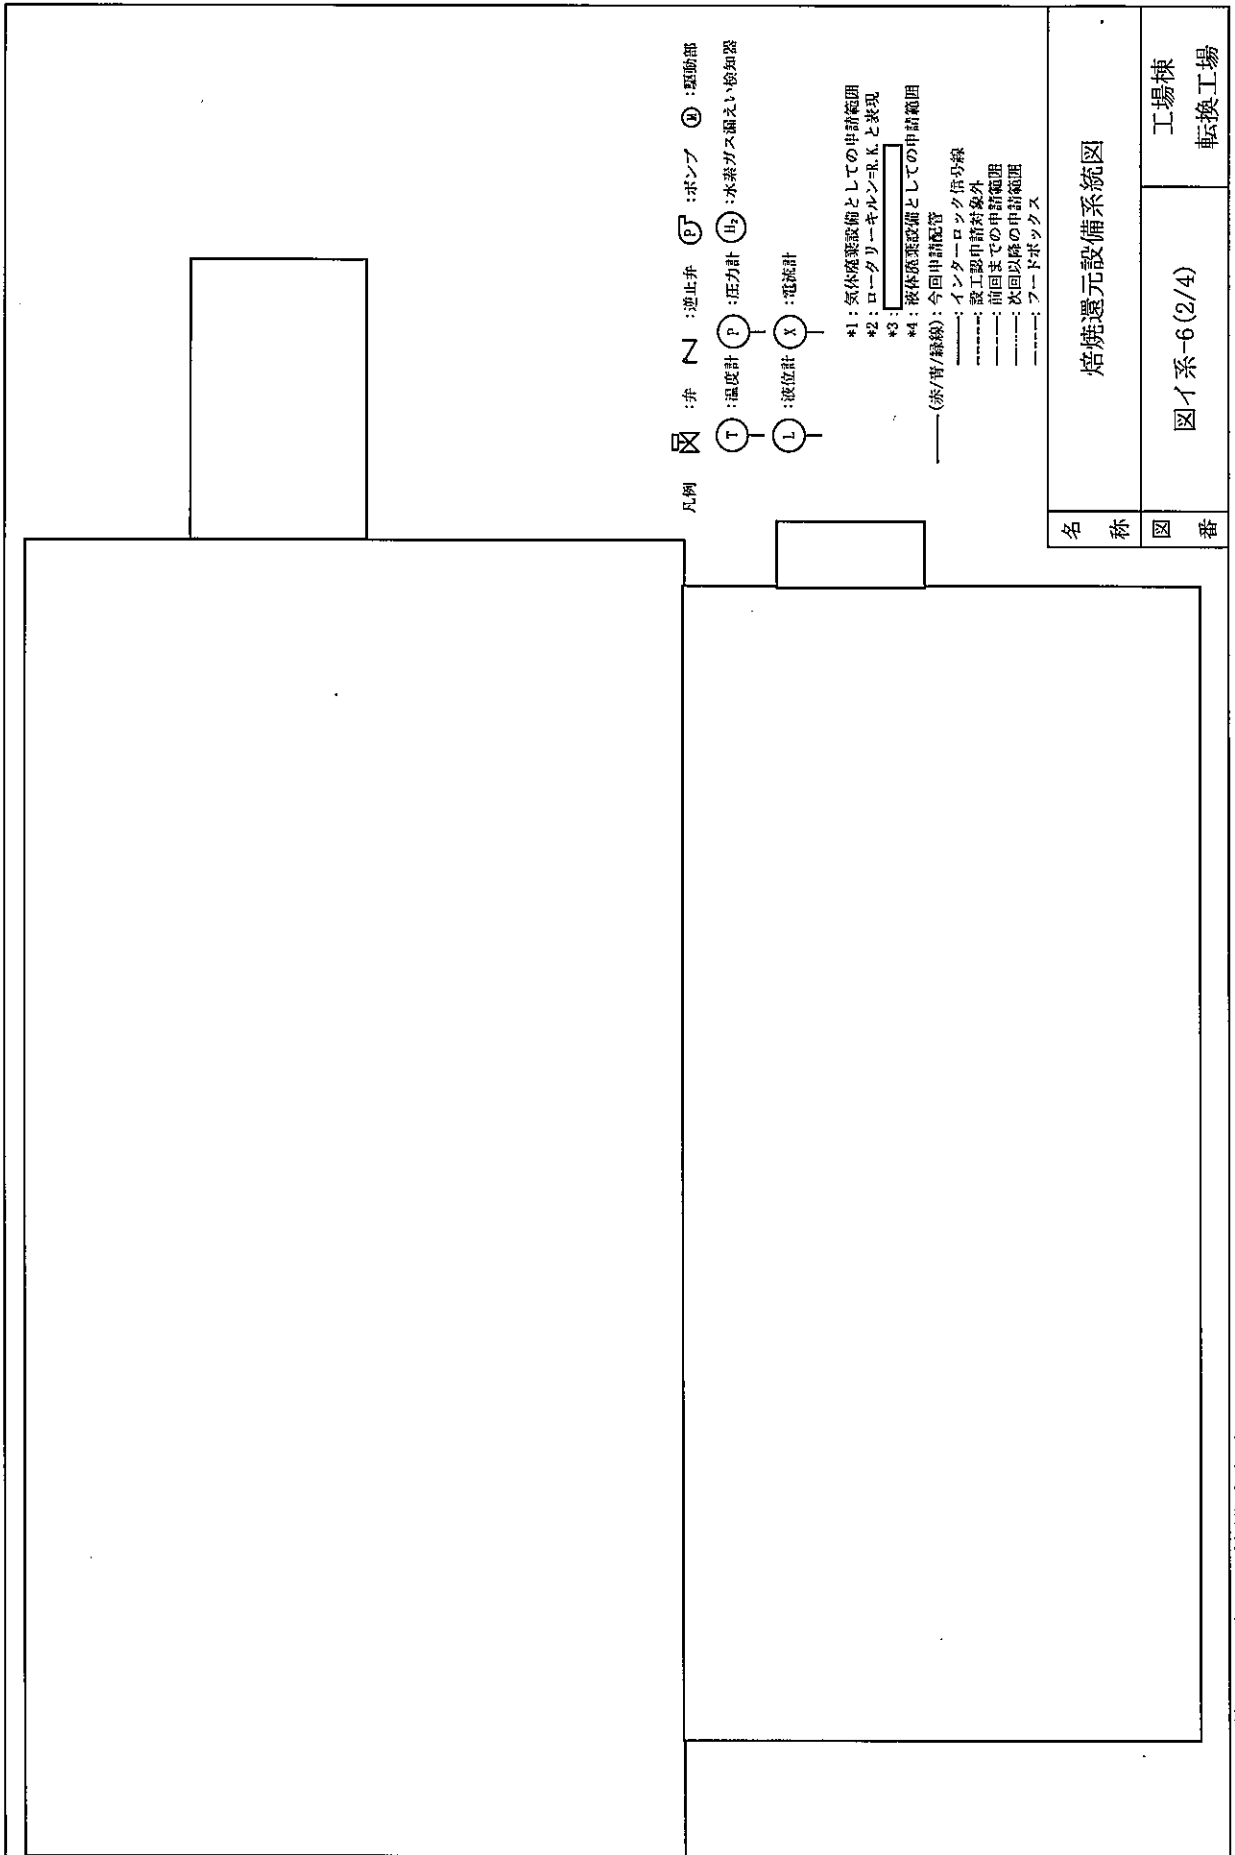 凡例 :弁 :逆止弁 P :ポンプ M :駆動部
T :温度計 P :圧力計 H₂ :水素ガス漏えい検知器
L :液位計 X :電流計
*1:気体廃棄設備としての申請範囲
*2:ロータリーキルン=R.K.と表現
*3:
*4:液体廃棄設備としての申請範囲
(赤/青/緑線):今回申請配管
:インターロック信号線
:設工認申請対象外
:前回までの申請範囲
:次回以降の申請範囲
:フードボックス
名称 焙焼還元設備系統図
図番 図イ系-6(2/4) 工場棟
転換工場